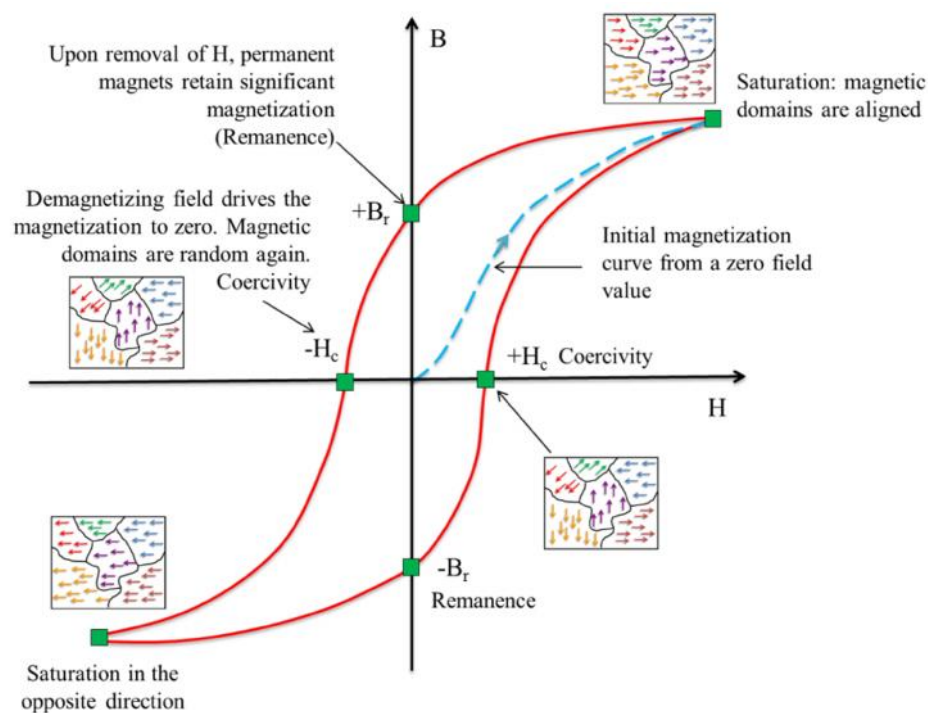 B
Upon removal of H, permanent
magnets retain significant
magnetization
(Remanence)
Saturation: magnetic
domains are aligned
Demagnetizing field drives the
magnetization to zero. Magnetic
domains are random again.
Coercivity
+Br
Initial magnetization
curve from a zero field
value
-Hc
+Hc Coercivity
H
-Br
Remanence
Saturation in the
opposite direction